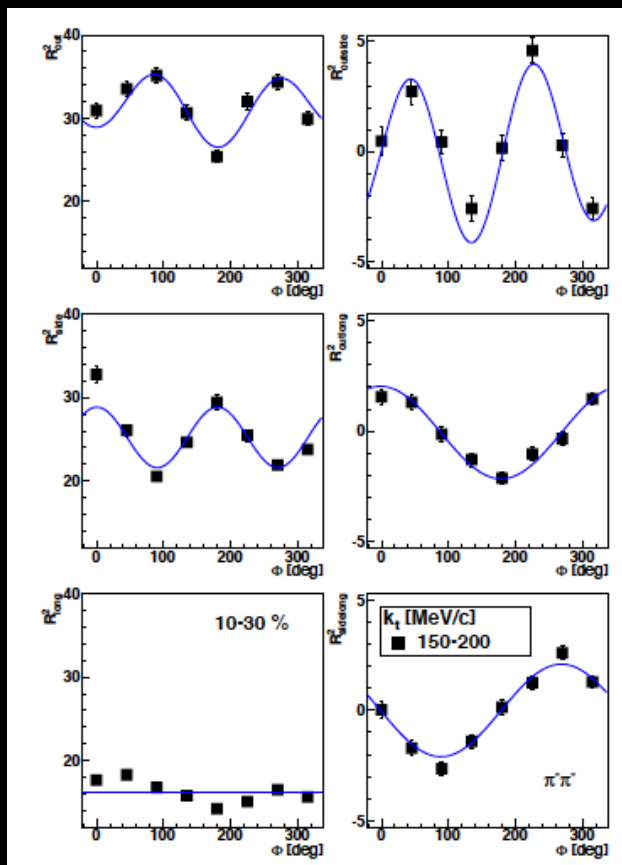 R²out
40
30
20
0 100 200 300
Φ [deg]
R²outside
5
0
-5
0 100 200 300
Φ [deg]
R²side
40
30
20
0 100 200 300
Φ [deg]
R²outlong
5
0
-5
0 100 200 300
Φ [deg]
R²long
40
30
20
10-30 %
0 100 200 300
Φ [deg]
R²sidelong
5
0
-5
kt [MeV/c]
150-200
π⁻π⁻
0 100 200 300
Φ [deg]